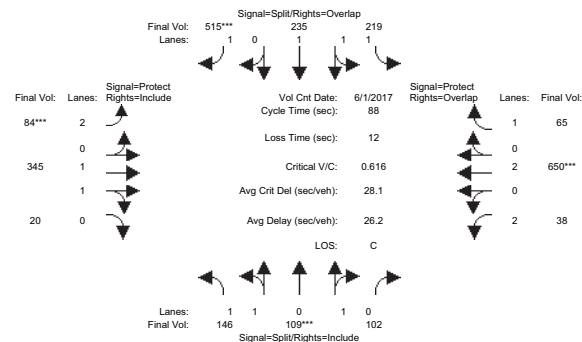 Signal=Split/Rights=Overlap
Final Vol: 515*** 235 219
Lanes: 1 0 1 1 1
Signal=Protect
Final Vol: Lanes: Rights=Include
Vol Cnt Date: 6/1/2017
Signal=Protect
Rights=Overlap Lanes: Final Vol:
Cycle Time (sec): 88
84*** 2
1 65
0
Loss Time (sec): 12
0
345 1
Critical V/C: 0.616
2 650***
1
Avg Crit Del (sec/veh): 28.1
0
20 0
Avg Delay (sec/veh): 26.2
2 38
LOS: C
Lanes: 1 1 0 1 0
Final Vol: 146 109*** 102
Signal=Split/Rights=Include